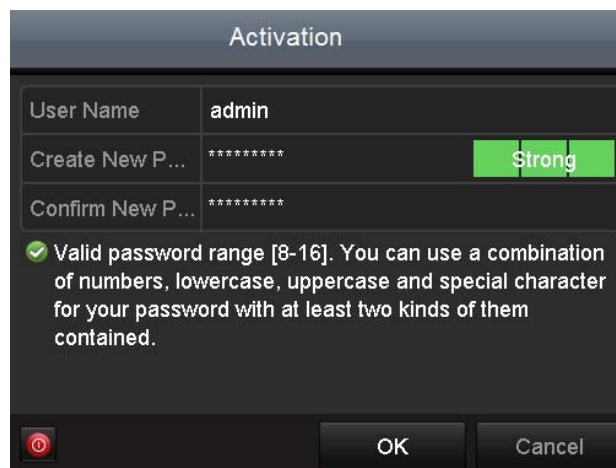 Activation
User Name admin
Create New P... ********* Strong
Confirm New P... *********
Valid password range [8-16]. You can use a combination
of numbers, lowercase, uppercase and special character
for your password with at least two kinds of them
contained.
OK Cancel